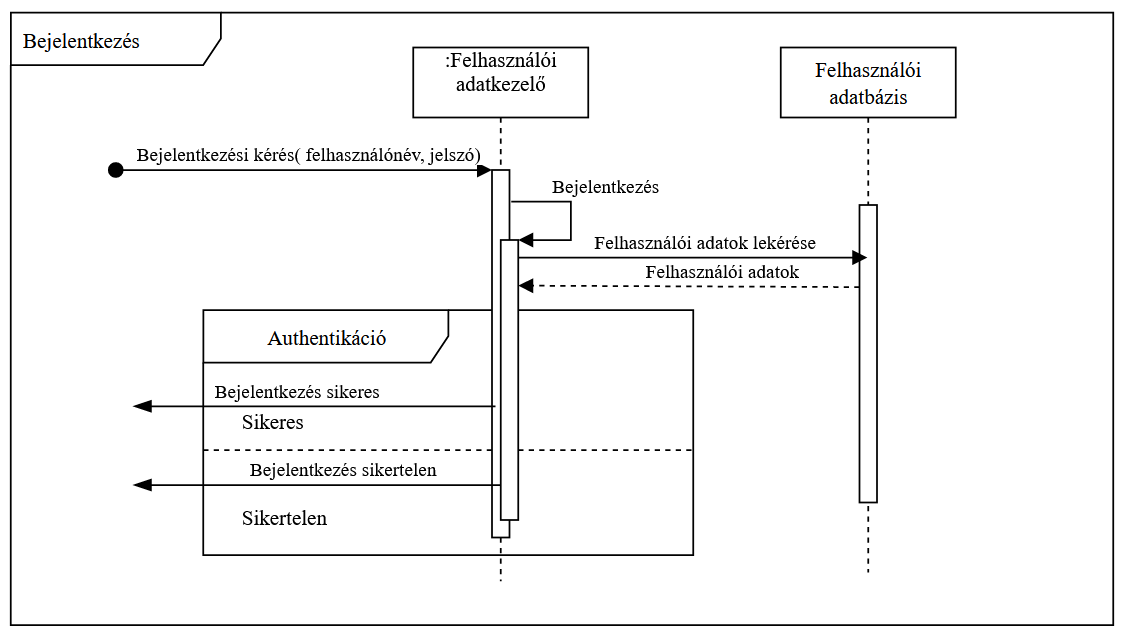 Bejelentkezés
:Felhasználói
adatkezelő
Felhasználói
adatbázis
Bejelentkezési kérés( felhasználónév, jelszó)
Bejelentkezés
Felhasználói adatok lekérése
Felhasználói adatok
Authentikáció
Bejelentkezés sikeres
Sikeres
Bejelentkezés sikertelen
Sikertelen